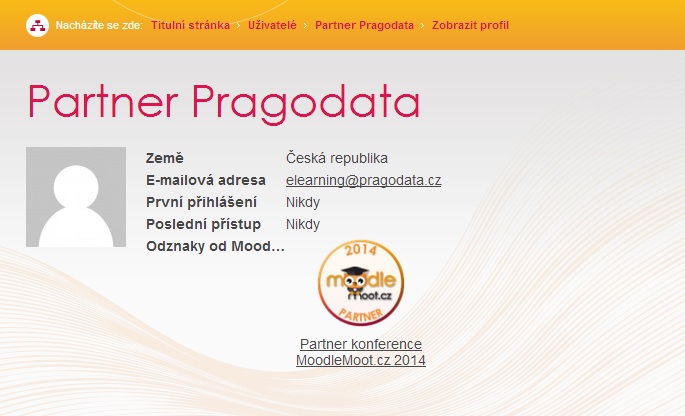 Nacházíte se zde: Titulní stránka › Uživatelé › Partner Pragodata › Zobrazit profil
Partner Pragodata
Země Česká republika
E-mailová adresa elearning@pragodata.cz
První přihlášení Nikdy
Poslední přístup Nikdy
Odznaky od Mood...
2014
moodle
moot.cz
PARTNER
Partner konference
MoodleMoot.cz 2014